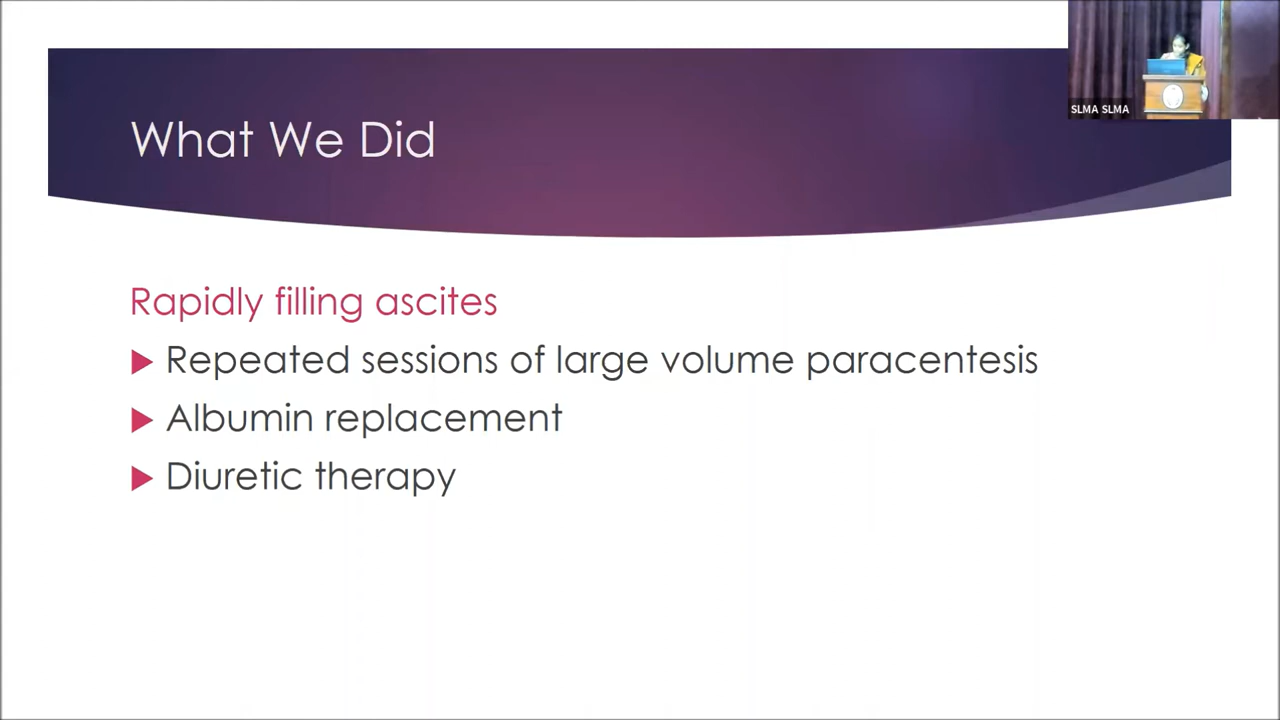 What We Did
SLMA SLMA
Rapidly filling ascites
Repeated sessions of large volume paracentesis
Albumin replacement
Diuretic therapy